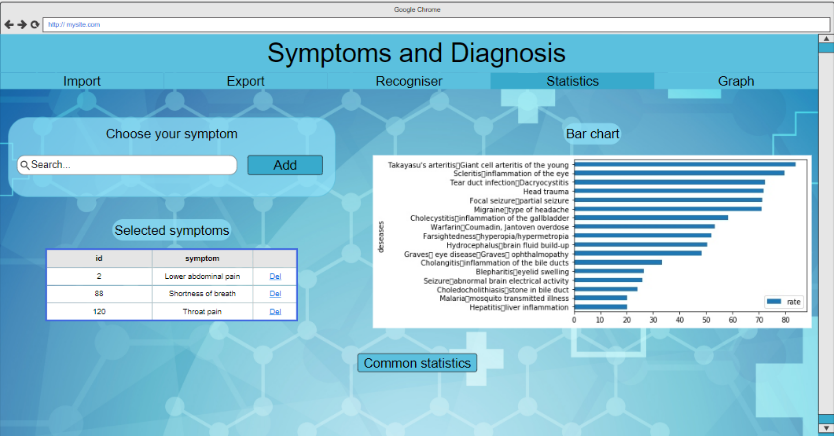 Google Chrome
http:// mysite.com
Symptoms and Diagnosis
Import Export Recogniser Statistics Graph
Choose your symptom
Search... Add
Selected symptoms
id symptom
2 Lower abdominal pain Del
88 Shortness of breath Del
120 Throat pain Del
Bar chart
deseases
Takayasu's arteritis▯Giant cell arteritis of the young
Scleritis▯inflammation of the eye
Tear duct infection▯Dacryocystitis
Head trauma
Focal seizure▯partial seizure
Migraine▯type of headache
Cholecystitis▯inflammation of the gallbladder
Warfarin▯Coumadin, Jantoven overdose
Farsightedness▯hyperopia/hypermetropia
Hydrocephalus▯brain fluid build-up
Graves▯ eye disease▯Graves▯ ophthalmopathy
Cholangitis▯inflammation of the bile ducts
Blepharitis▯eyelid swelling
Seizure▯abnormal brain electrical activity
Choledocholithiasis▯stone in bile duct
Malaria▯mosquito transmitted illness
Hepatitis▯liver inflammation
rate
0 10 20 30 40 50 60 70 80
Common statistics